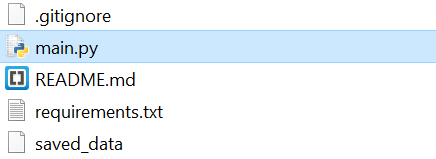 .gitignore
main.py
README.md
requirements.txt
saved_data